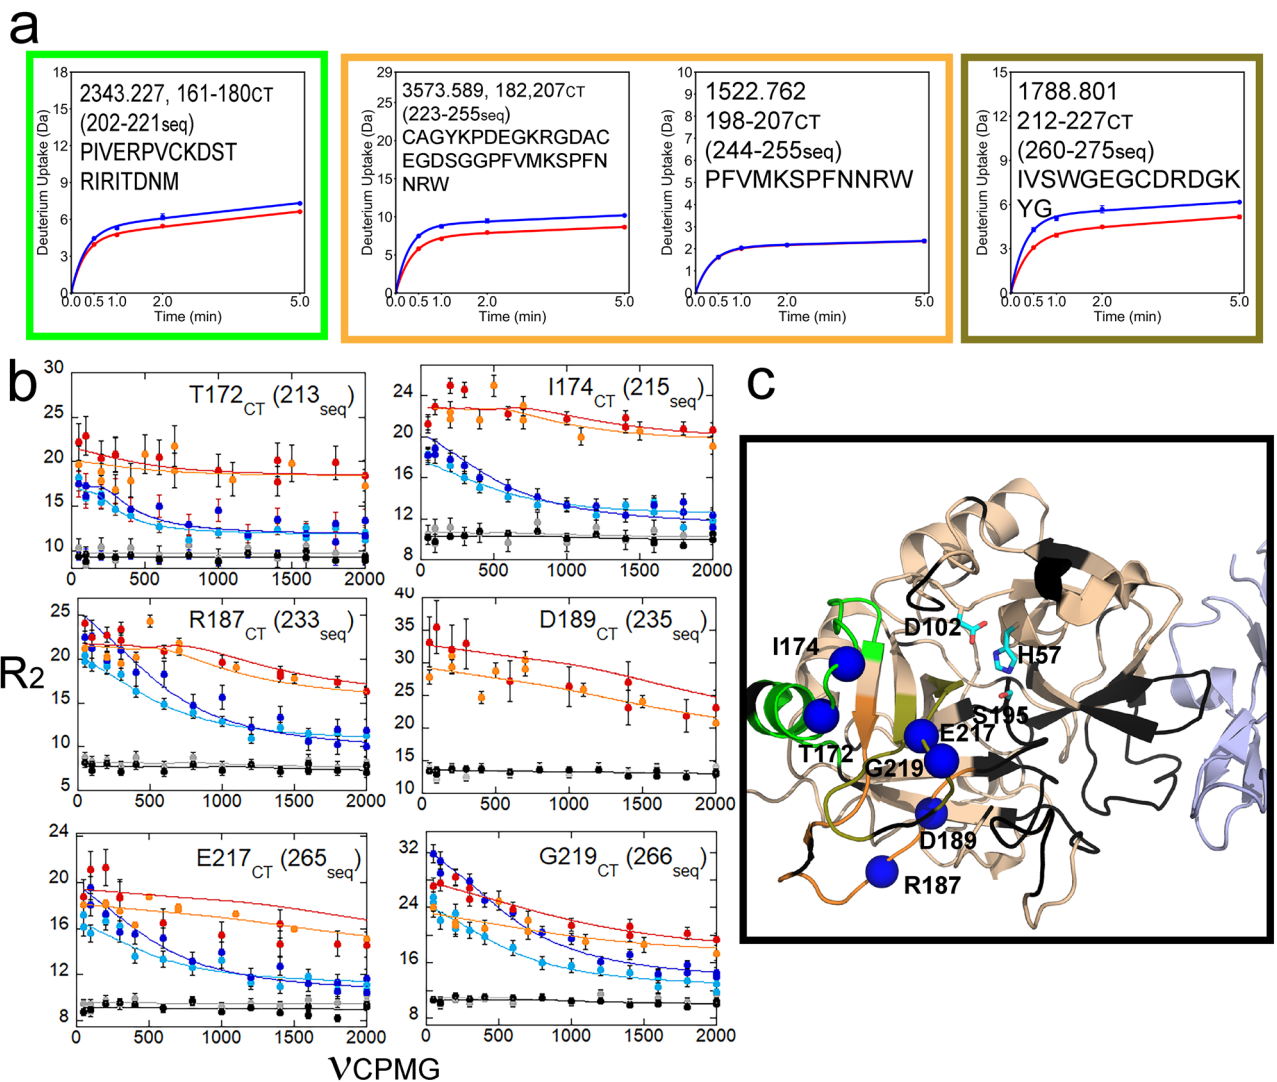 a
18
15
12
9
6
3
0
Deuterium Uptake (Da)
2343.227, 161-180CT
(202-221seq)
PIVERPVCKDST
RIRITDNM
0.0 0.5 1.0 2.0 5.0
Time (min)
29
25
20
15
10
5
0
Deuterium Uptake (Da)
3573.589, 182,207CT
(223-255seq)
CAGYKPDEGKRGDAC
EGDSGGPFVMKSPFN
NRW
0.0 0.5 1.0 2.0 5.0
Time (min)
10
9
8
7
6
5
4
3
2
1
0
Deuterium Uptake (Da)
1522.762
198-207CT
(244-255seq)
PFVMKSPFNNRW
0.0 0.5 1.0 2.0 5.0
Time (min)
15
12
9
6
3
0
Deuterium Uptake (Da)
1788.801
212-227CT
(260-275seq)
IVSWGEGCDRDGK
YG
0.0 0.5 1.0 2.0 5.0
Time (min)
b
R2
30
25
20
15
10
T172CT (213seq)
0 500 1000 1500 2000
24
20
16
12
8
I174CT (215seq)
0 500 1000 1500 2000
25
20
15
10
5
R187CT (233seq)
0 500 1000 1500 2000
40
35
30
25
20
15
10
D189CT (235seq)
0 500 1000 1500 2000
24
20
16
12
8
E217CT (265seq)
0 500 1000 1500 2000
32
24
16
8
G219CT (266seq)
0 500 1000 1500 2000
νCPMG
c
D102
I174
H57
S195
E217
T172
G219
D189
R187